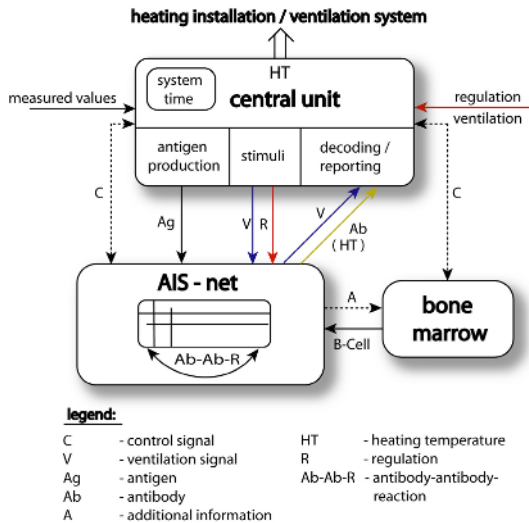 heating installation / ventilation system
HT
system
time
central unit
measured values
regulation
ventilation
antigen
production
stimuli
decoding /
reporting
C
Ag
V
R
V
Ab
( HT )
C
AIS - net
Ab-Ab-R
A
B-Cell
bone
marrow
legend:
C - control signal
V - ventilation signal
Ag - antigen
Ab - antibody
A - additional information
HT - heating temperature
R - regulation
Ab-Ab-R - antibody-antibody-
reaction